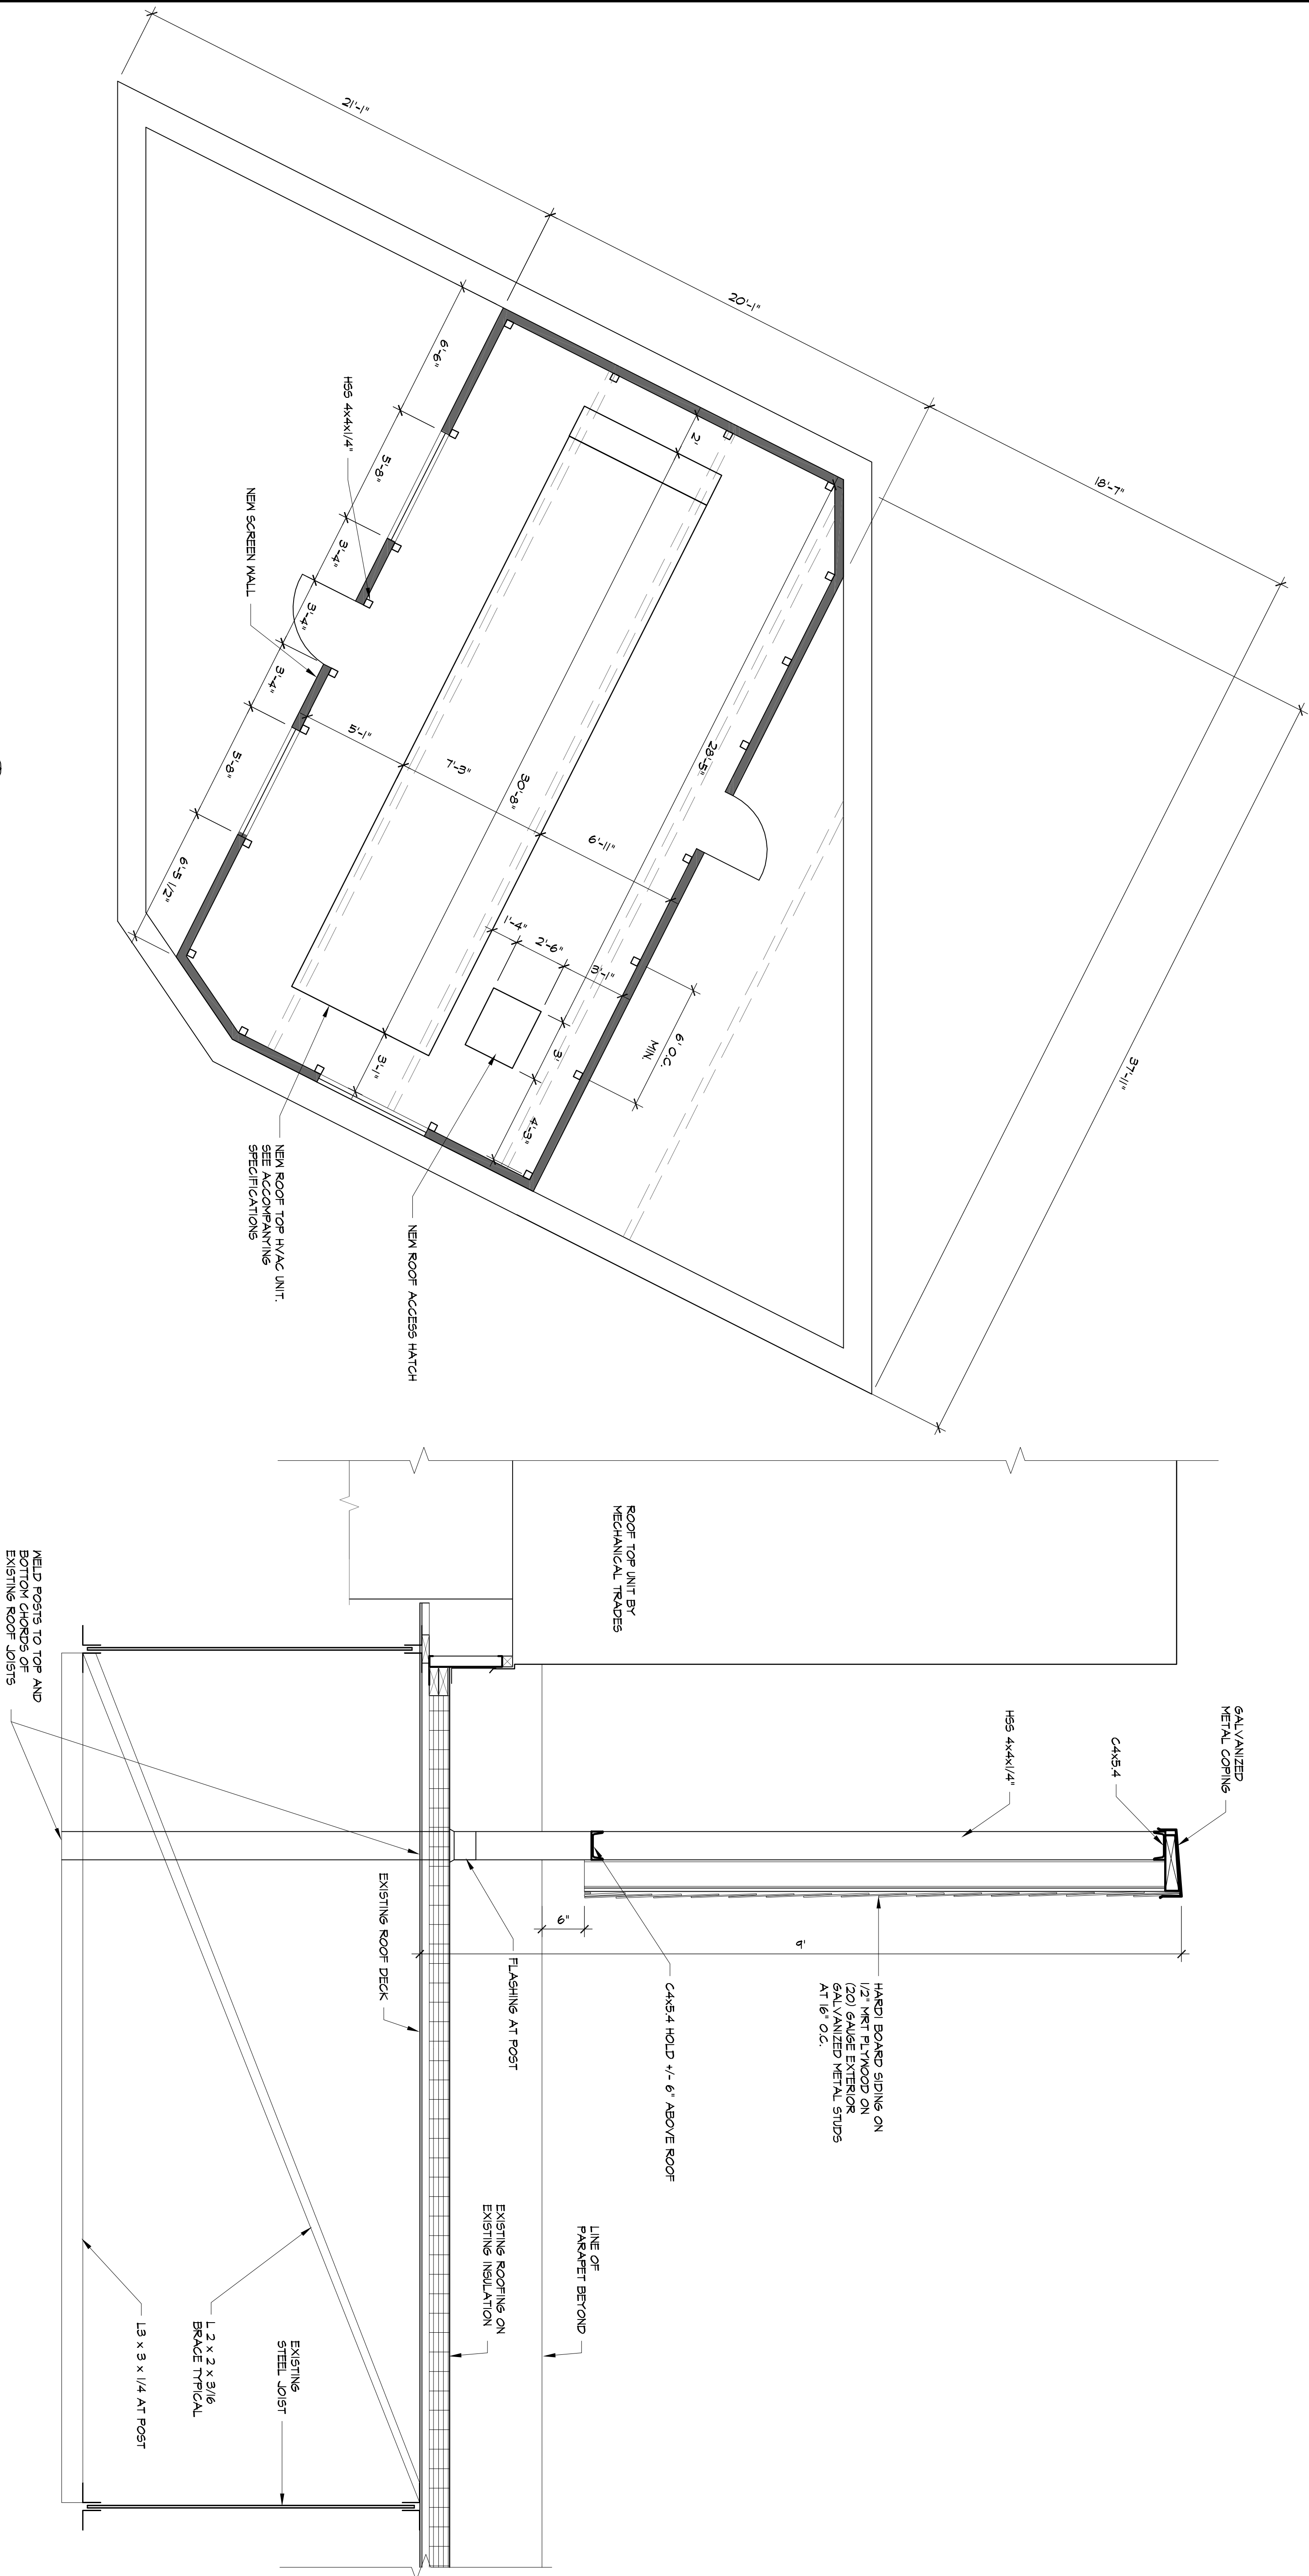 21'-1"
20'-1"
18'-7"
37'-11"
6'-6"
5'-8"
3'-4"
3'-4"
3'-4"
5'-8"
6'-5 1/2"
HSS 4x4x1/4"
NEW SCREEN WALL
2'
30'-8"
3'-1"
28'-5"
3'
4'-3"
5'-1"
7'-3"
6'-11"
1'-4"
2'-6"
3'-1"
6' O.C.
MIN.
NEW ROOF TOP HVAC UNIT.
SEE ACCOMPANYING
SPECIFICATIONS
NEW ROOF ACCESS HATCH
ROOF TOP UNIT BY
MECHANICAL TRADES
GALVANIZED
METAL COPING
C4x5.4
HSS 4x4x1/4"
6"
9'
HARDI BOARD SIDING ON
1/2" MRT PLYWOOD ON
(20) GAUGE EXTERIOR
GALVANIZED METAL STUDS
AT 16" O.C.
C4x5.4 HOLD +/- 6" ABOVE ROOF
FLASHING AT POST
EXISTING ROOF DECK
LINE OF
PARAPET BEYOND
EXISTING ROOFING ON
EXISTING INSULATION
WELD POSTS TO TOP AND
BOTTOM CHORDS OF
EXISTING ROOF JOISTS
EXISTING
STEEL JOIST
L 2 x 2 x 3/16
BRACE TYPICAL
L3 x 3 x 1/4 AT POST